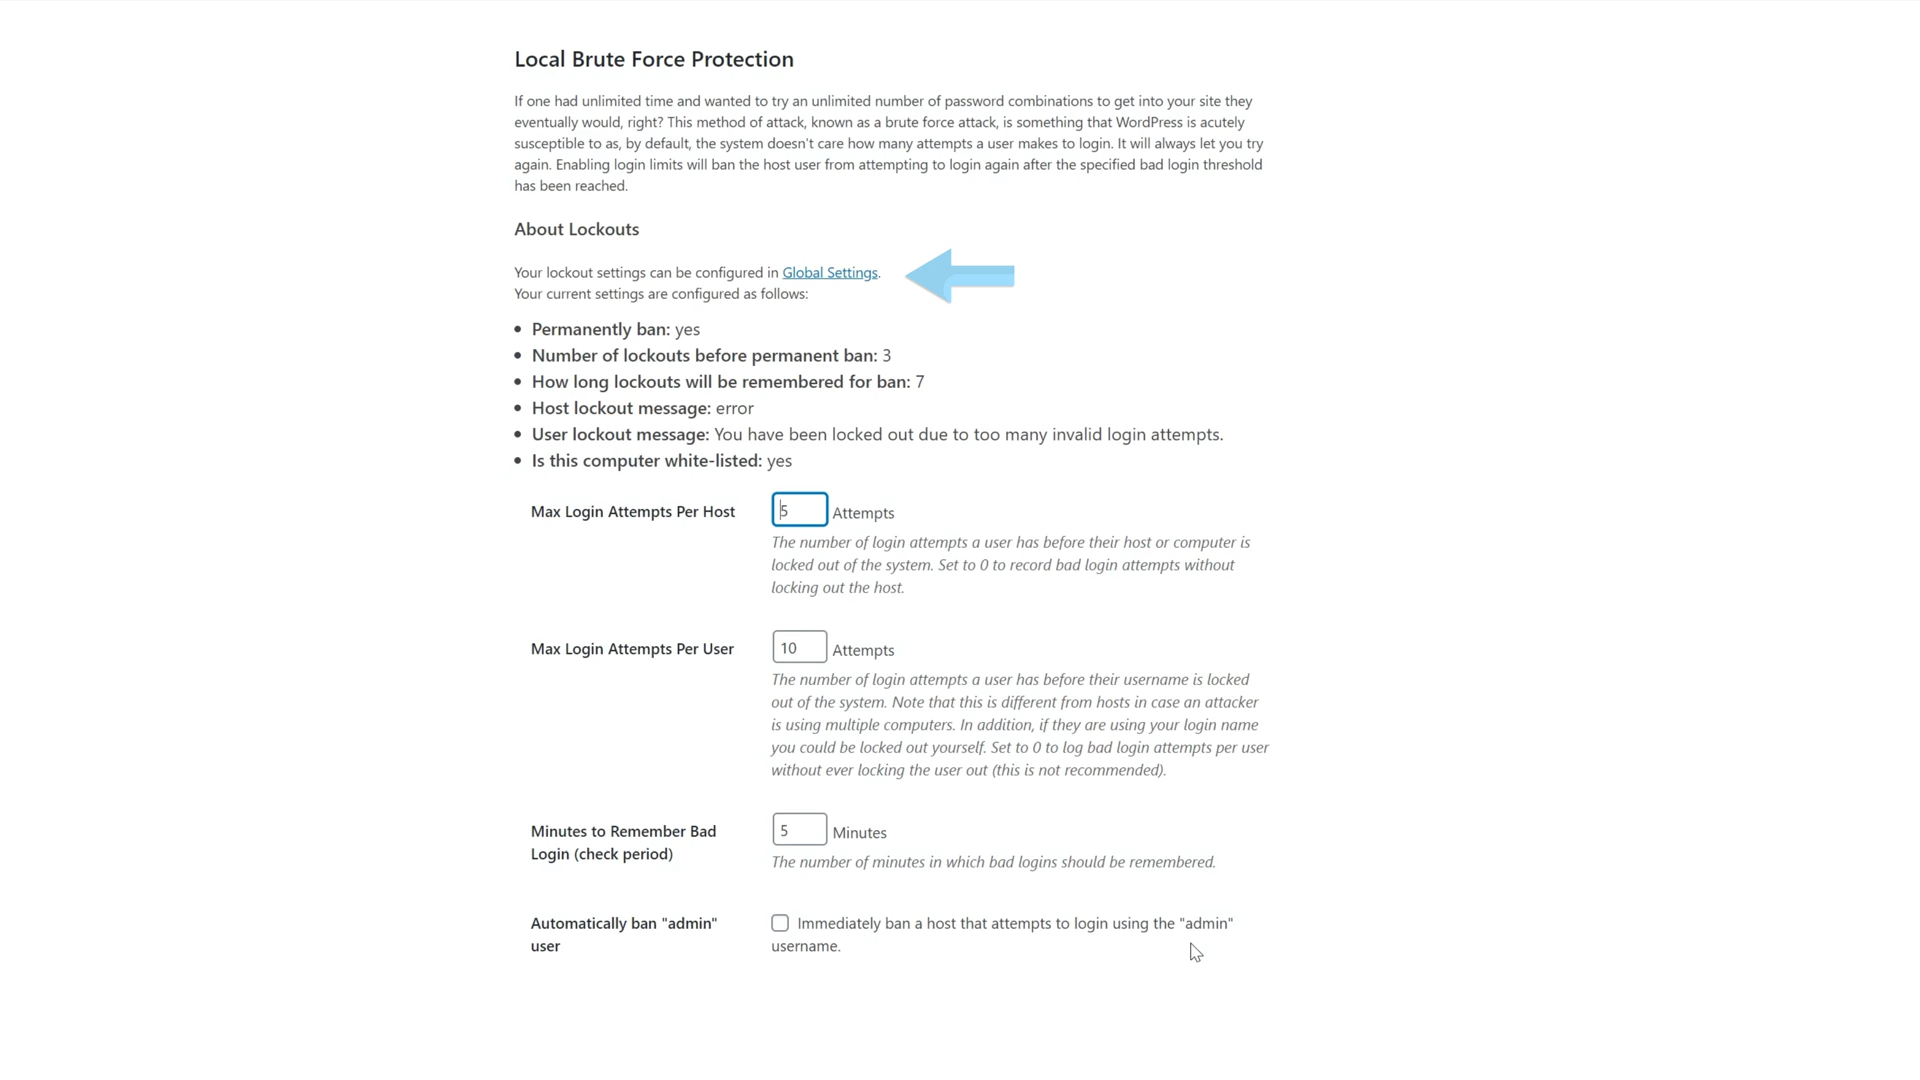 Local Brute Force Protection
If one had unlimited time and wanted to try an unlimited number of password combinations to get into your site they
eventually would, right? This method of attack, known as a brute force attack, is something that WordPress is acutely
susceptible to as, by default, the system doesn't care how many attempts a user makes to login. It will always let you try
again. Enabling login limits will ban the host user from attempting to login again after the specified bad login threshold
has been reached.
About Lockouts
Your lockout settings can be configured in Global Settings.
Your current settings are configured as follows:
• Permanently ban: yes
• Number of lockouts before permanent ban: 3
• How long lockouts will be remembered for ban: 7
• Host lockout message: error
• User lockout message: You have been locked out due to too many invalid login attempts.
• Is this computer white-listed: yes
Max Login Attempts Per Host 5 Attempts
The number of login attempts a user has before their host or computer is
locked out of the system. Set to 0 to record bad login attempts without
locking out the host.
Max Login Attempts Per User 10 Attempts
The number of login attempts a user has before their username is locked
out of the system. Note that this is different from hosts in case an attacker
is using multiple computers. In addition, if they are using your login name
you could be locked out yourself. Set to 0 to log bad login attempts per user
without ever locking the user out (this is not recommended).
Minutes to Remember Bad
Login (check period)
5 Minutes
The number of minutes in which bad logins should be remembered.
Automatically ban "admin"
user
Immediately ban a host that attempts to login using the "admin"
username.